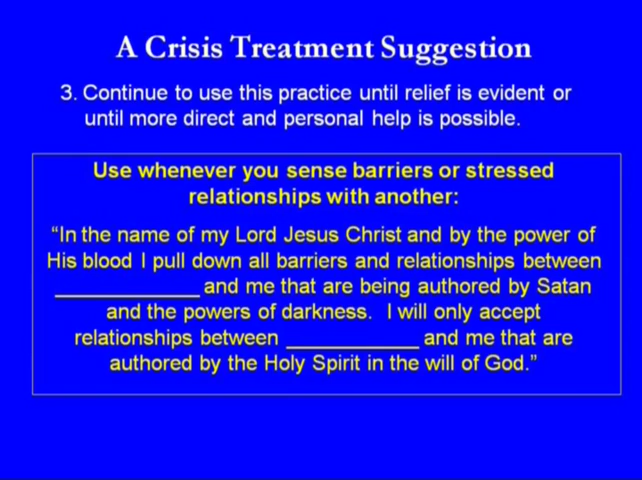 A Crisis Treatment Suggestion
3. Continue to use this practice until relief is evident or
until more direct and personal help is possible.
Use whenever you sense barriers or stressed
relationships with another:
“In the name of my Lord Jesus Christ and by the power of
His blood I pull down all barriers and relationships between
_____________ and me that are being authored by Satan
and the powers of darkness.  I will only accept
relationships between ____________ and me that are
authored by the Holy Spirit in the will of God.”